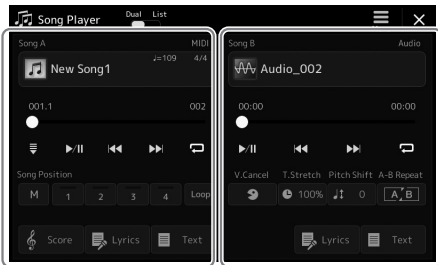 Song Player
Dual List
Song A MIDI
New Song1
♩=109 4/4
001.1 002
Song Position
M 1 2 3 4 Loop
Score Lyrics Text
Song B Audio
Audio_002
00:00 00:00
V.Cancel T.Stretch Pitch Shift A-B Repeat
100% 0 A B
Lyrics Text